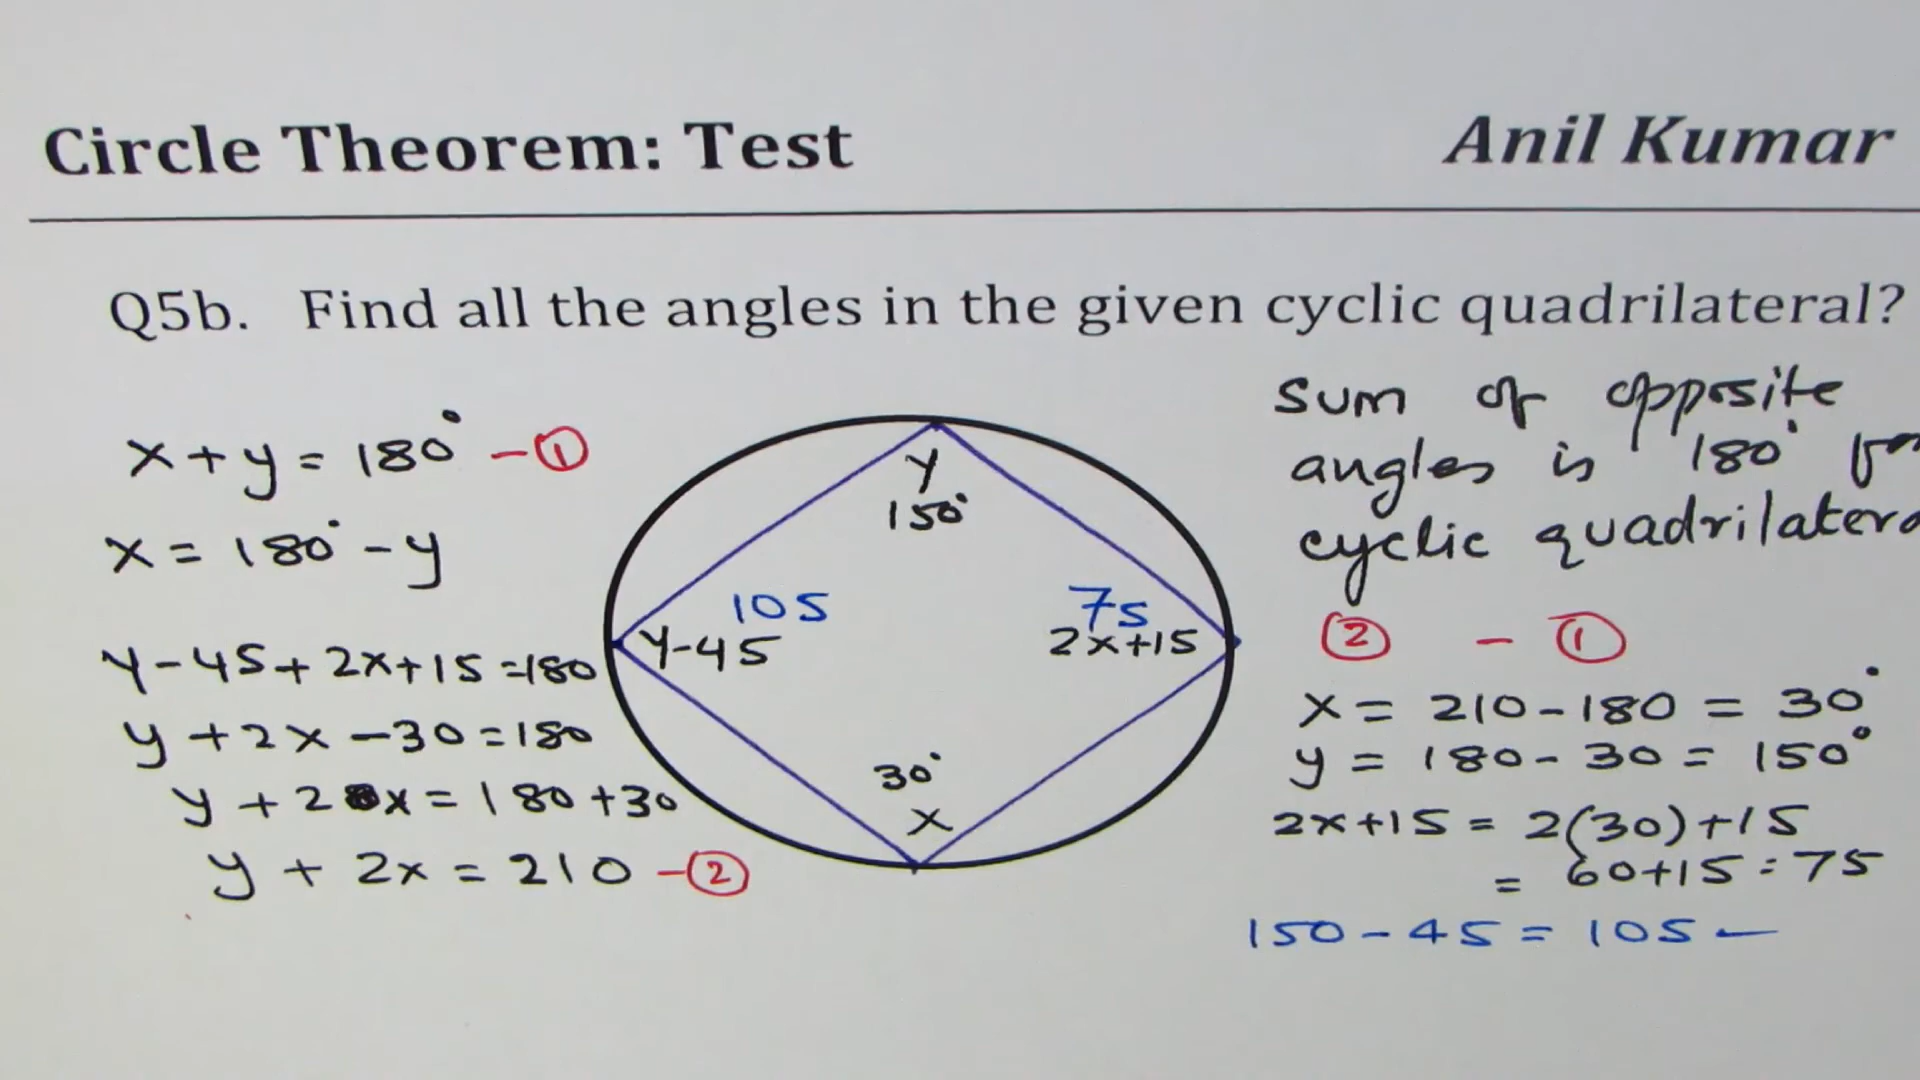 Circle Theorem: Test
Anil Kumar
Q5b. Find all the angles in the given cyclic quadrilateral?
x + y = 180° - ①
x = 180° - y
y - 45 + 2x + 15 = 180
y + 2x - 30 = 180
y + 2 x = 180 + 30
y + 2x = 210 - ②
y
150°
105
y-45
75
2x+15
30°
x
sum of opposite
angles is 180°
cyclic
② - ①
x = 210 - 180 = 30°
y = 180 - 30 = 150°
2x + 15 = 2(30) + 15
= 60 + 15 = 75
150 - 45 = 105 -